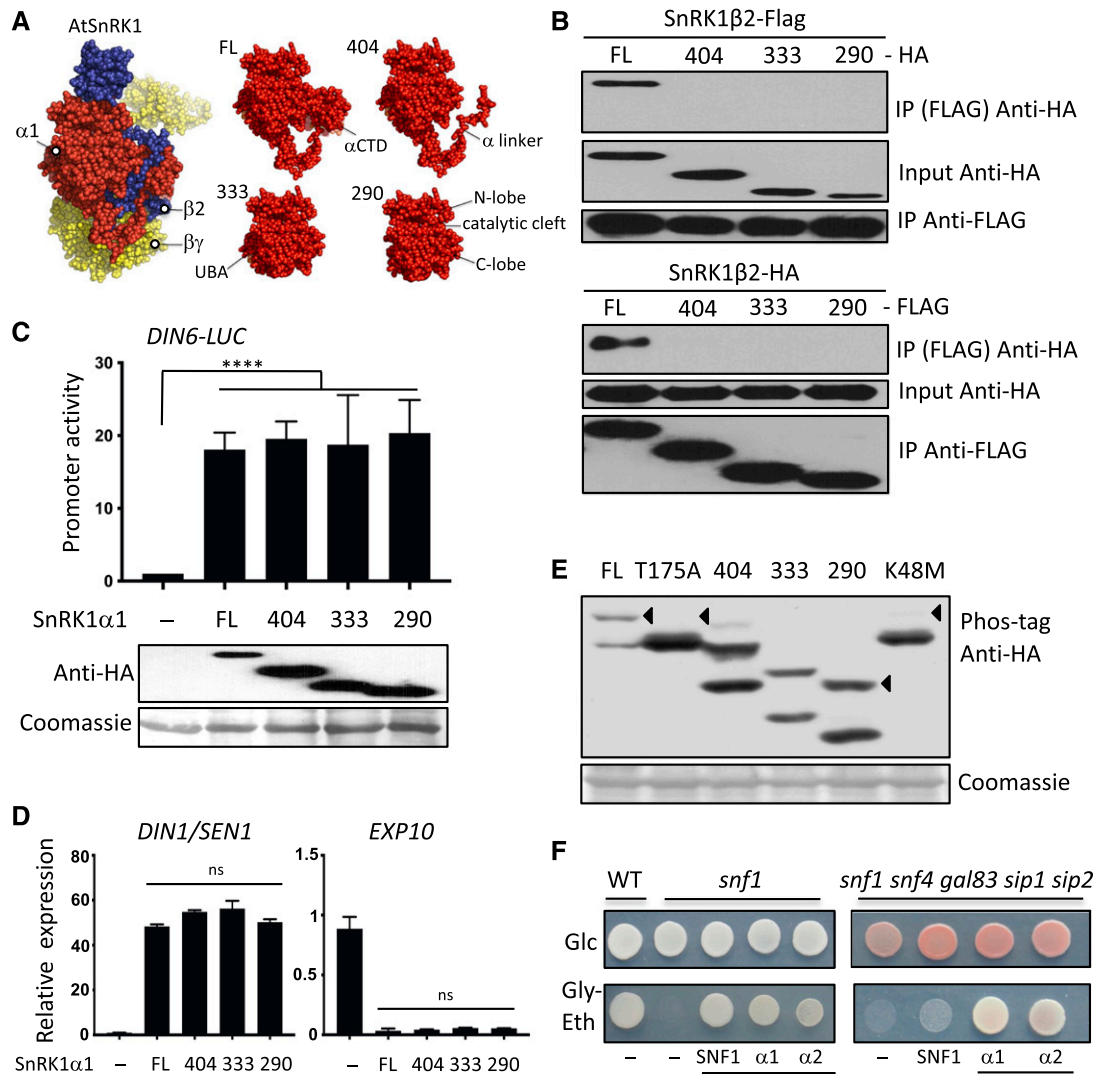 A
AtSnRK1
α1
β2
βγ
FL
αCTD
404
α linker
333
UBA
290
N-lobe
catalytic cleft
C-lobe
B
SnRK1β2-Flag
FL 404 333 290 - HA
IP (FLAG) Anti-HA
Input Anti-HA
IP Anti-FLAG
SnRK1β2-HA
FL 404 333 290 - FLAG
IP (FLAG) Anti-HA
Input Anti-HA
IP Anti-FLAG
C
DIN6-LUC
****
Promoter activity
30
20
10
0
SnRK1α1 – FL 404 333 290
Anti-HA
Coomassie
D
DIN1/SEN1
ns
Relative expression
80
60
40
20
0
EXP10
ns
1.5
1
0.5
0
SnRK1α1 – FL 404 333 290 – FL 404 333 290
E
FL T175A 404 333 290 K48M
Phos-tag
Anti-HA
Coomassie
F
WT snf1 snf1 snf4 gal83 sip1 sip2
Glc
Gly-
Eth
– – SNF1 α1 α2 – SNF1 α1 α2